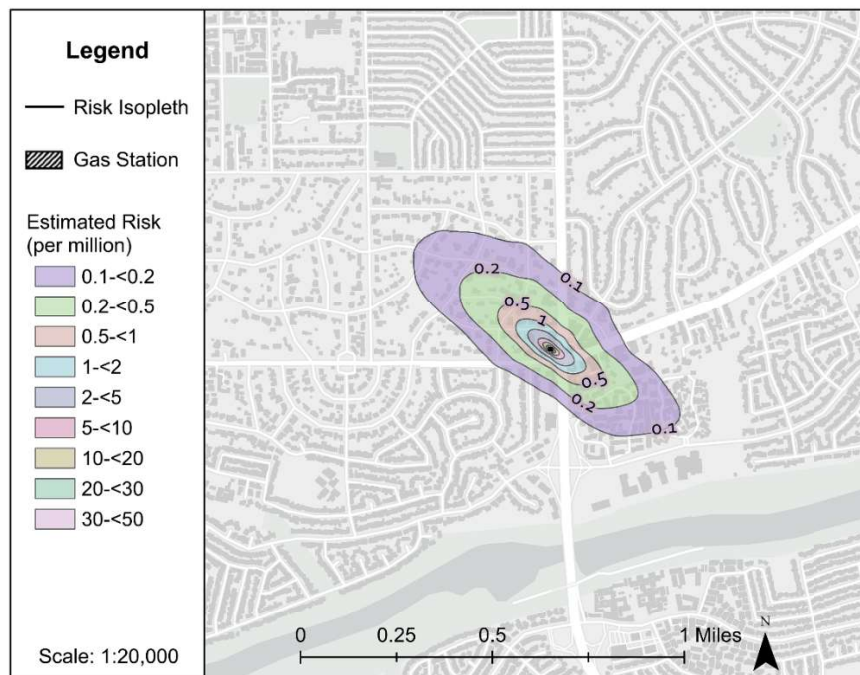 Legend
Risk Isopleth
Gas Station
Estimated Risk
(per million)
0.1-<0.2
0.2-<0.5
0.5-<1
1-<2
2-<5
5-<10
10-<20
20-<30
30-<50
Scale: 1:20,000
0.2
0.1
0.5
1
0.5
0.2
0.1
N
0 0.25 0.5 1 Miles